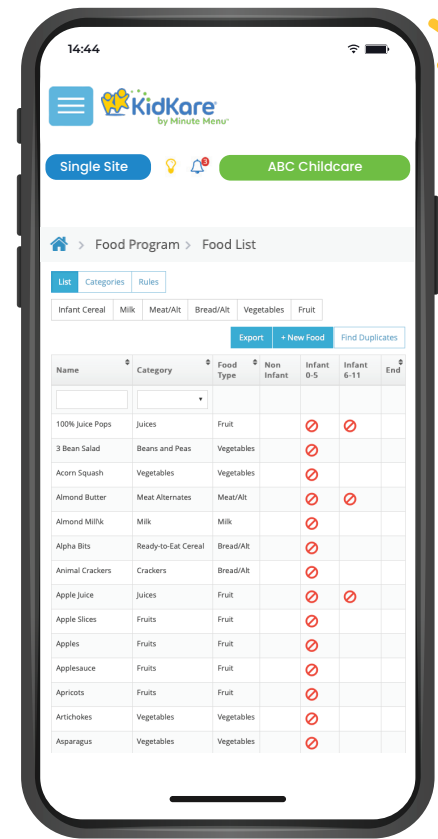 14:44
KidKare
by Minute Menu
Single Site 3 ABC Childcare
> Food Program > Food List
List Categories Rules
Infant Cereal Milk Meat/Alt Bread/Alt Vegetables Fruit
Export + New Food Find Duplicates
Name Category Food Type Non Infant Infant 0-5 Infant 6-11 End
100% Juice Pops Juices Fruit
3 Bean Salad Beans and Peas Vegetables
Acorn Squash Vegetables Vegetables
Almond Butter Meat Alternates Meat/Alt
Almond Mill\k Milk Milk
Alpha Bits Ready-to-Eat Cereal Bread/Alt
Animal Crackers Crackers Bread/Alt
Apple Juice Juices Fruit
Apple Slices Fruits Fruit
Apples Fruits Fruit
Applesauce Fruits Fruit
Apricots Fruits Fruit
Artichokes Vegetables Vegetables
Asparagus Vegetables Vegetables